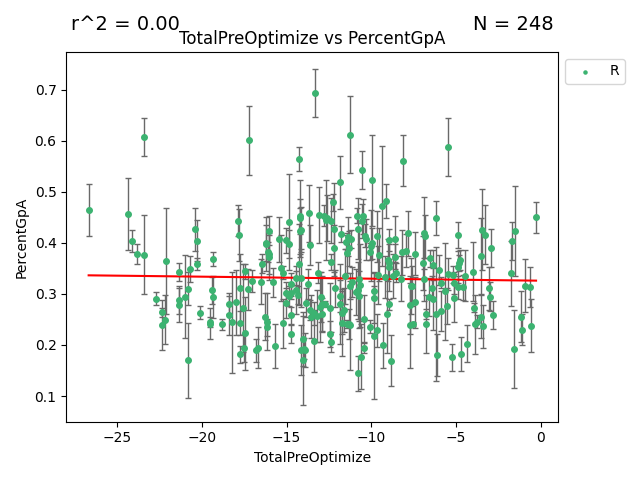 r^2 = 0.00
N = 248
TotalPreOptimize vs PercentGpA
R
0.7
0.6
0.5
0.4
0.3
0.2
0.1
PercentGpA
−25
−20
−15
−10
−5
0
TotalPreOptimize